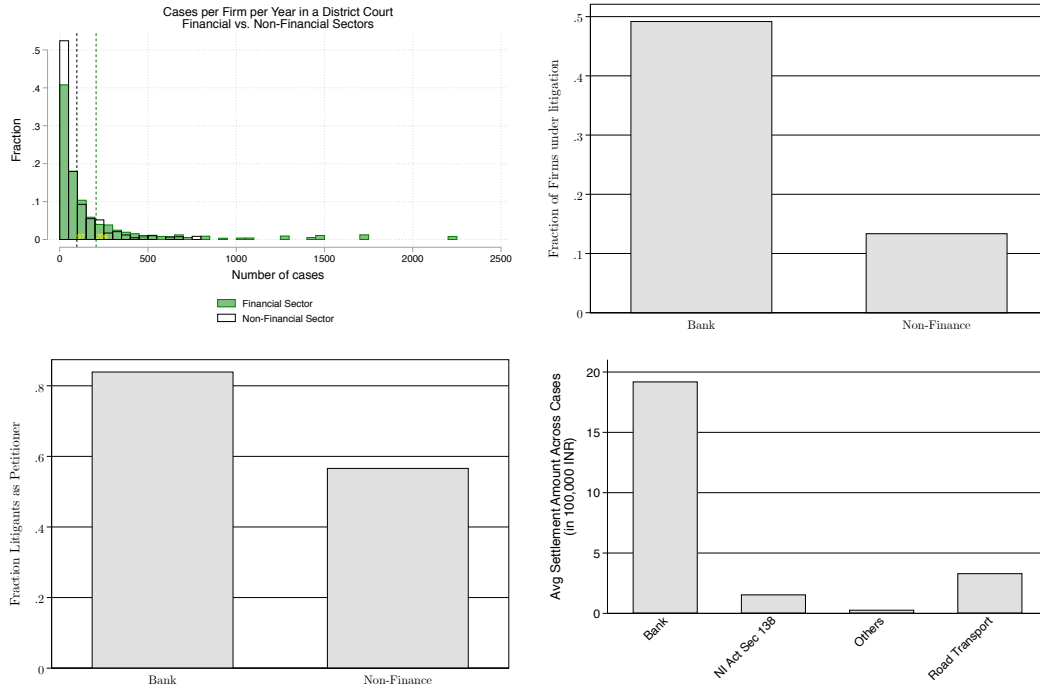 Cases per Firm per Year in a District Court
Financial vs. Non-Financial Sectors
Fraction
.5
.4
.3
.2
.1
0
0 500 1000 1500 2000 2500
Number of cases
Financial Sector
Non-Financial Sector
Fraction of Firms under litigation
.5
.4
.3
.2
.1
0
Bank Non-Finance
Fraction Litigants as Petitioner
.8
.6
.4
.2
0
Bank Non-Finance
Avg Settlement Amount Across Cases
(in 100,000 INR)
20
15
10
5
0
Bank
NI Act Sec 138
Others
Road Transport